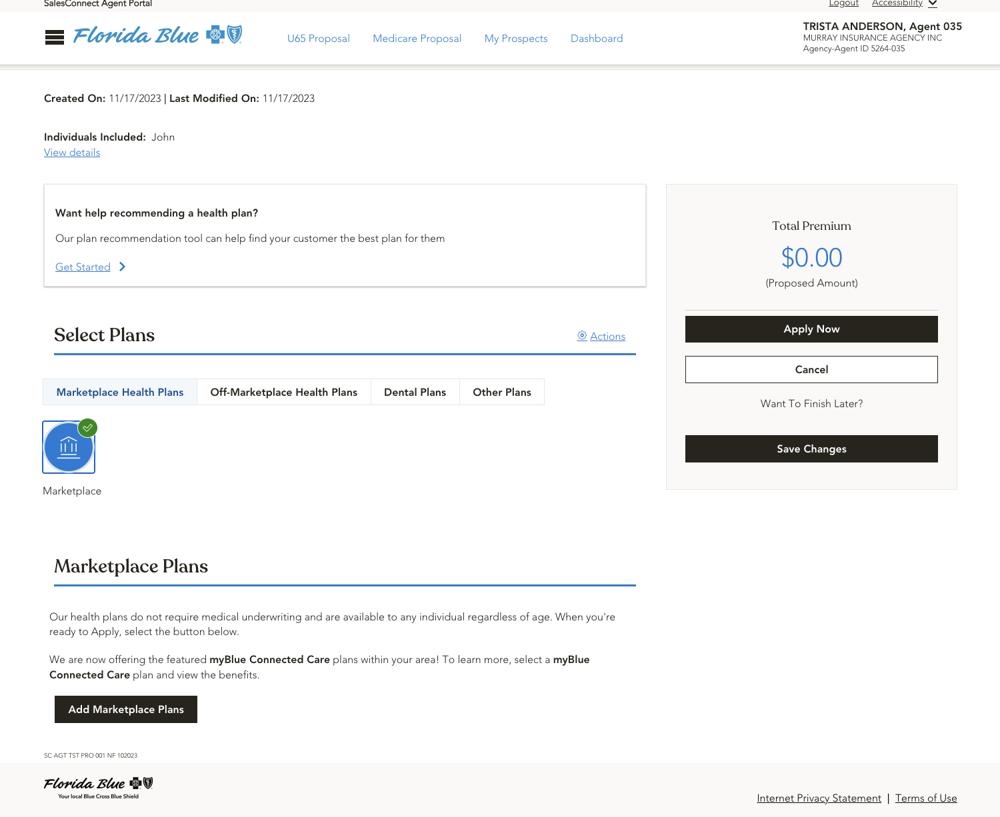 SalesConnect Agent Portal
Logout Accessibility
Florida Blue
U65 Proposal Medicare Proposal My Prospects Dashboard
TRISTA ANDERSON, Agent 035
MURRAY INSURANCE AGENCY INC
Agency-Agent ID 5264-035
Created On: 11/17/2023 | Last Modified On: 11/17/2023
Individuals Included: John
View details
Want help recommending a health plan?
Our plan recommendation tool can help find your customer the best plan for them
Get Started
Total Premium
$0.00
(Proposed Amount)
Apply Now
Cancel
Want To Finish Later?
Save Changes
Select Plans
Actions
Marketplace Health Plans Off-Marketplace Health Plans Dental Plans Other Plans
Marketplace
Marketplace Plans
Our health plans do not require medical underwriting and are available to any individual regardless of age. When you're
ready to Apply, select the button below.
We are now offering the featured myBlue Connected Care plans within your area! To learn more, select a myBlue
Connected Care plan and view the benefits.
Add Marketplace Plans
SC AGT TST PRO 001 NF 102023
Florida Blue
Your local Blue Cross Blue Shield
Internet Privacy Statement | Terms of Use